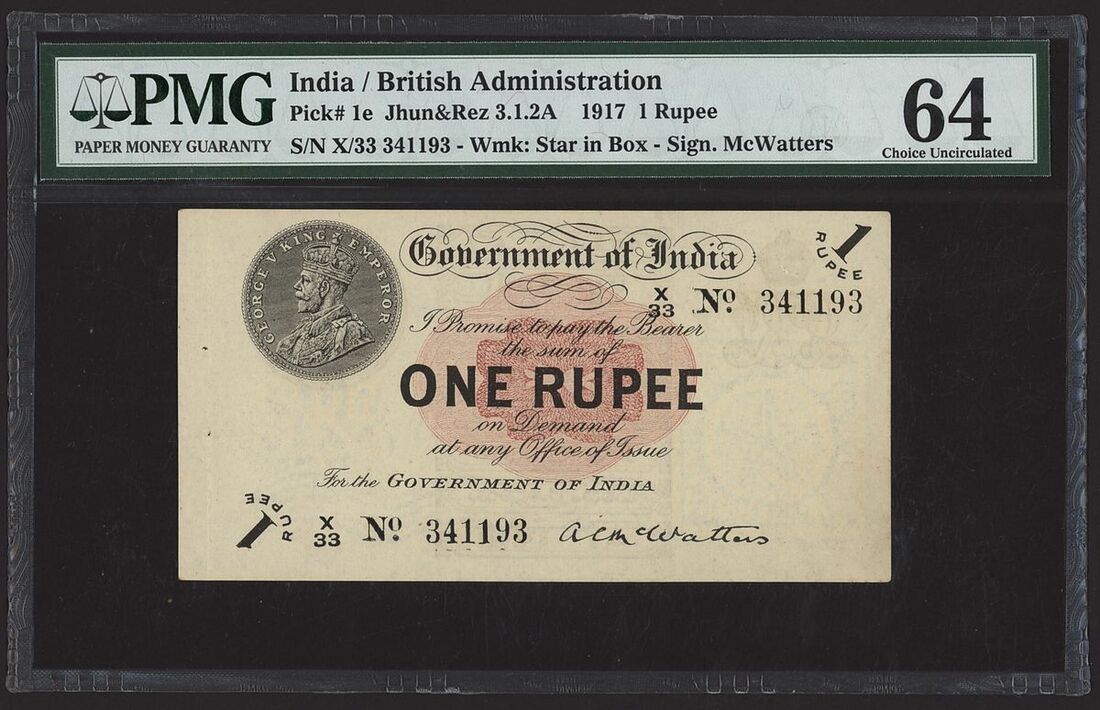 PMG
PAPER MONEY GUARANTY
India / British Administration
Pick# 1e Jhun&Rez 3.1.2A 1917 1 Rupee
S/N X/33 341193 - Wmk: Star in Box - Sign. McWatters
64
Choice Uncirculated
GEORGE V KING EMPEROR
Government of India
1
RUPEE
X
33 No 341193
I Promise to pay the Bearer
the sum of
ONE RUPEE
on Demand
at any Office of Issue
For the GOVERNMENT OF INDIA
1
RUPEE
X
33 No 341193
A C McWatters